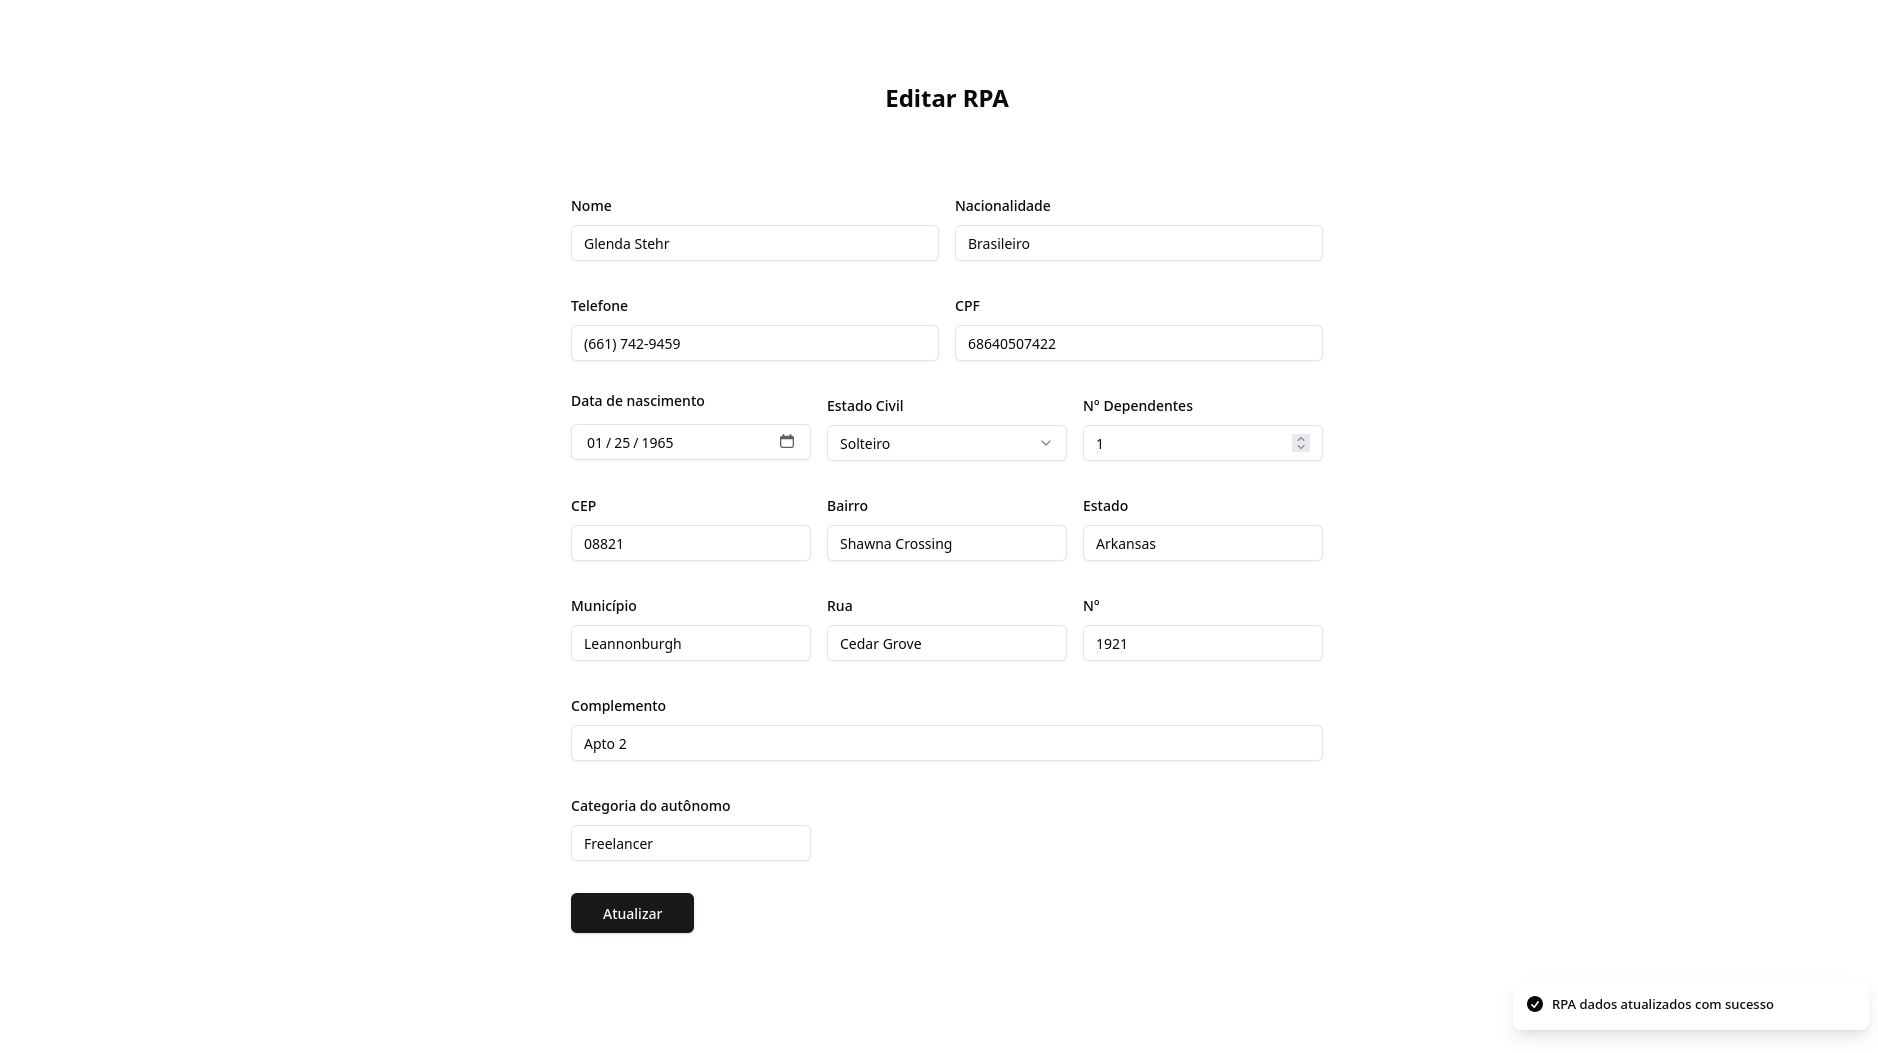 Editar RPA
Nome
Nacionalidade
Glenda Stehr
Brasileiro
Telefone
CPF
(661) 742-9459
68640507422
Data de nascimento
Estado Civil
Nº Dependentes
01 / 25 / 1965
Solteiro
1
CEP
Bairro
Estado
08821
Shawna Crossing
Arkansas
Município
Rua
Nº
Leannonburgh
Cedar Grove
1921
Complemento
Apto 2
Categoria do autônomo
Freelancer
Atualizar
RPA dados atualizados com sucesso